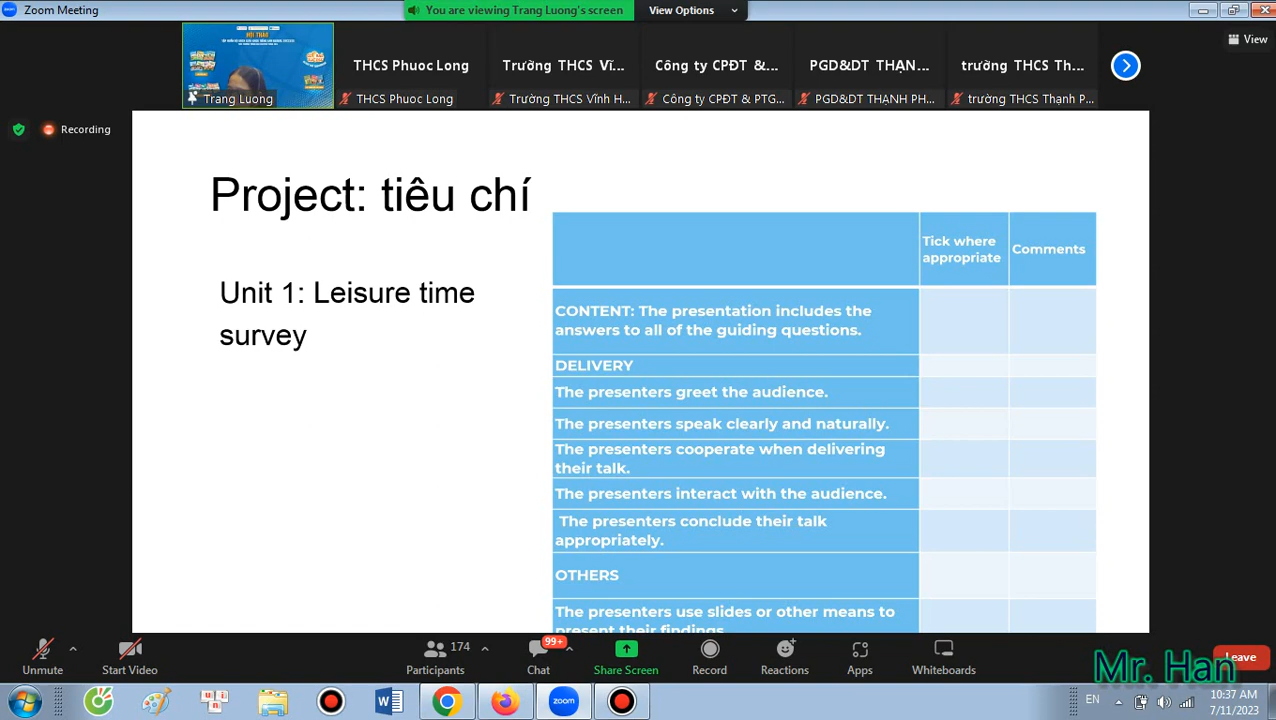 Zoom Meeting
You are viewing Trang Luong's screen
View Options
HỘI THẢO
THCS Phuoc Long
Trường THCS Vĩ...
Công ty CPĐT &...
PGD&DT THẠN...
trường THCS Th...
View
Trang Luong
THCS Phuoc Long
Trường THCS Vĩnh H...
Công ty CPĐT & PTG...
PGD&DT THẠNH PH...
trường THCS Thạnh P...
Recording
Project: tiêu chí
Unit 1: Leisure time
survey
Tick where
appropriate
Comments
CONTENT: The presentation includes the
answers to all of the guiding questions.
DELIVERY
The presenters greet the audience.
The presenters speak clearly and naturally.
The presenters cooperate when delivering
their talk.
The presenters interact with the audience.
The presenters conclude their talk
appropriately.
OTHERS
The presenters use slides or other means to
present their findings
174
99+
Unmute
Start Video
Participants
Chat
Share Screen
Record
Reactions
Apps
Whiteboards
Leave
Mr. Han
EN
10:37 AM
7/11/2023